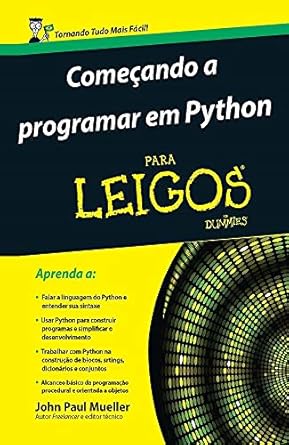 Tornando Tudo Mais Fácil!
Começando a
programar em Python
PARA
LEIGOS®
DUMMIES
Aprenda a:
• Falar a linguagem do Python e
entender sua sintaxe
• Usar Python para construir
programas e simplificar o
desenvolvimento
• Trabalhar com Python na
construção de blocos, srtings,
dicionários e conjuntos
• Alcance e básico da programação
procedural e orientada a objetos
John Paul Mueller
Autor Freelancer e editor técnico